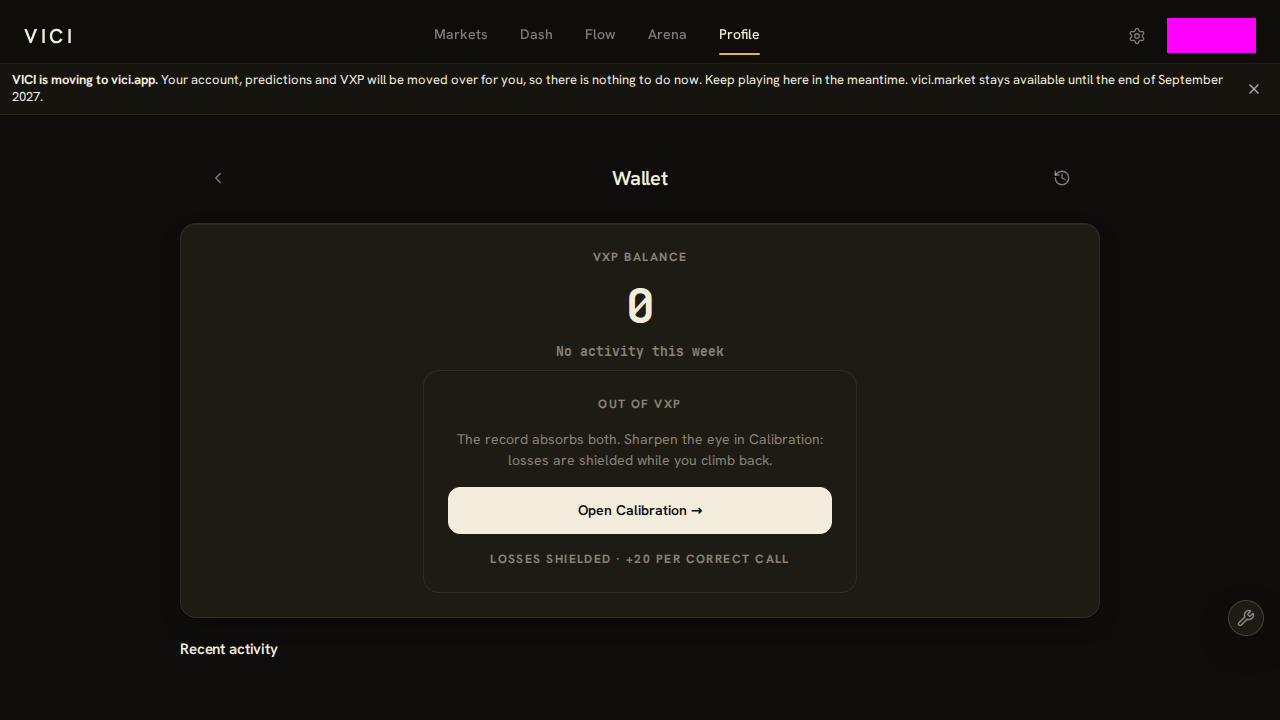 VICI
Markets
Dash
Flow
Arena
Profile
VICI is moving to vici.app. Your account, predictions and VXP will be moved over for you, so there is nothing to do now. Keep playing here in the meantime. vici.market stays available until the end of September
2027.
Wallet
VXP BALANCE
0
No activity this week
OUT OF VXP
The record absorbs both. Sharpen the eye in Calibration:
losses are shielded while you climb back.
Open Calibration →
LOSSES SHIELDED · +20 PER CORRECT CALL
Recent activity